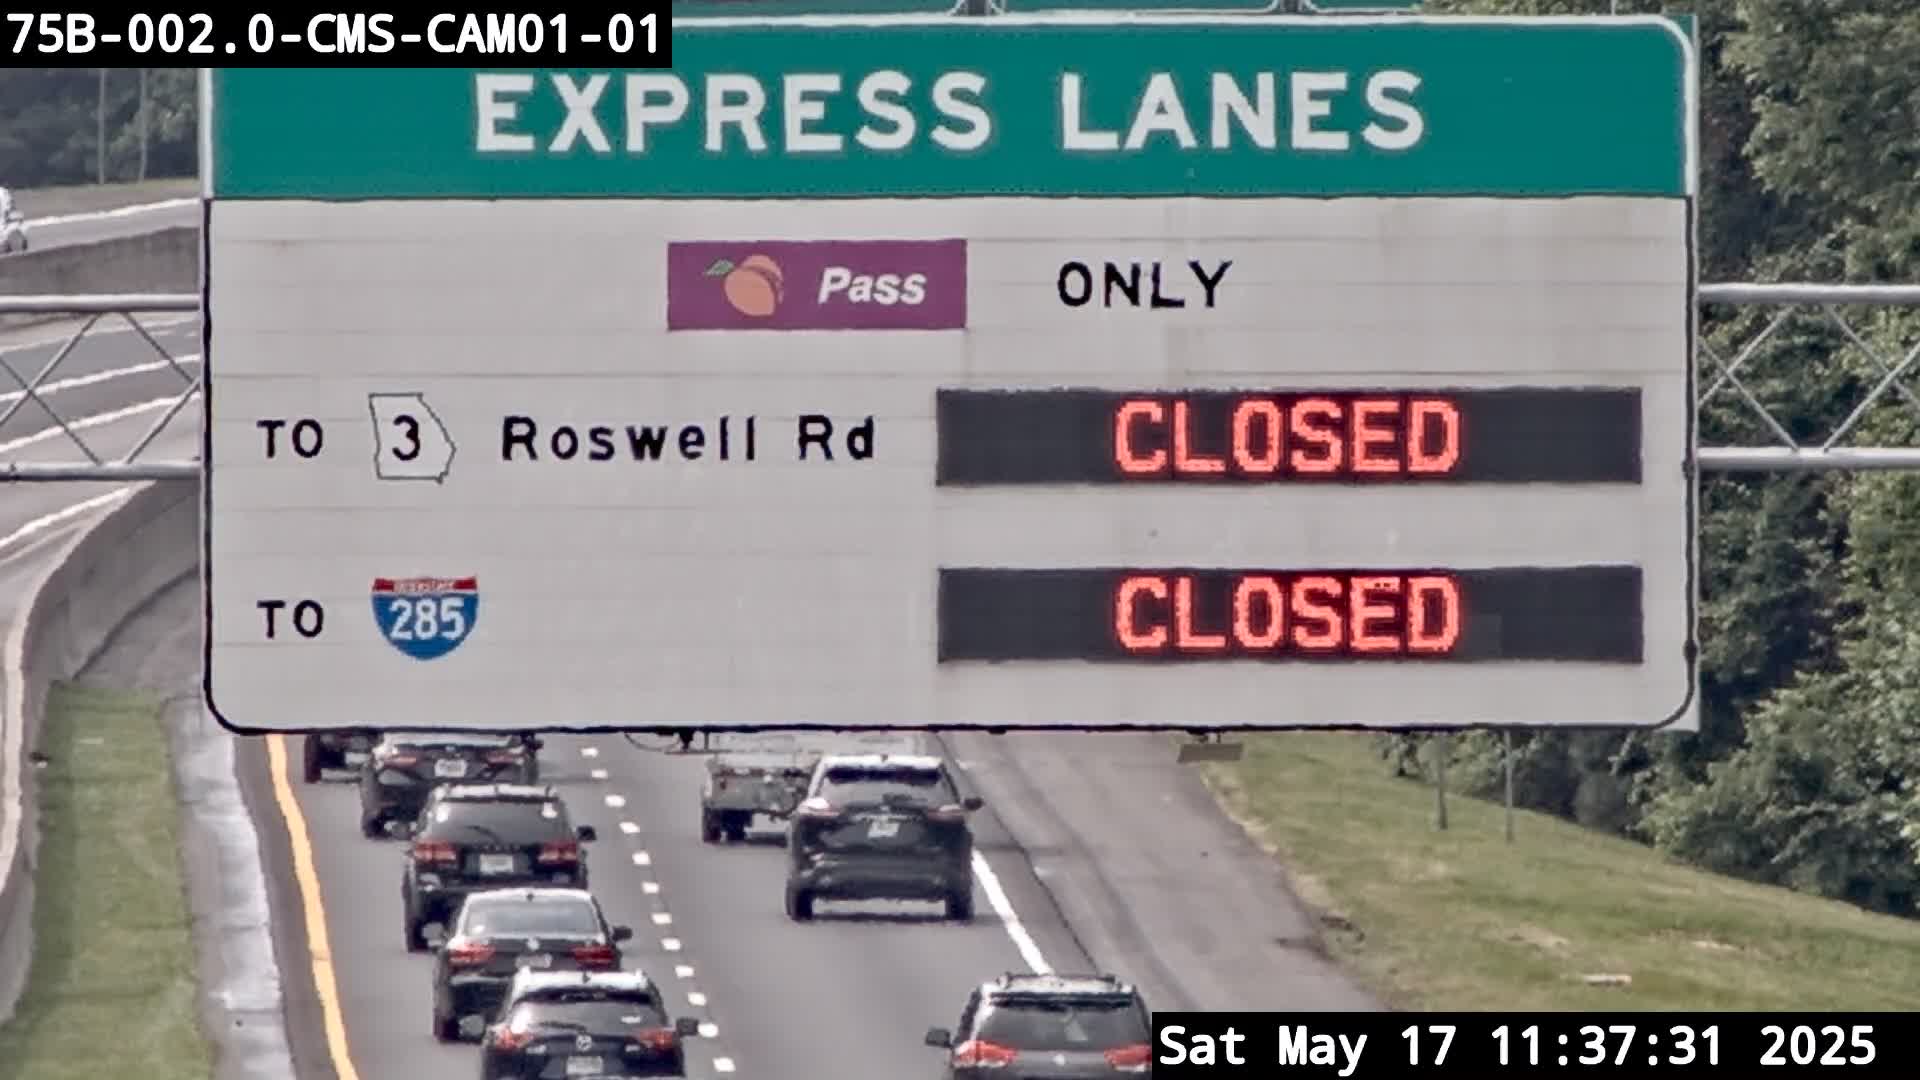 75B-002.0-CMS-CAM01-01
EXPRESS LANES
Pass ONLY
TO 3 Roswell Rd CLOSED
INTERSTATE
TO 285 CLOSED
Sat May 17 11:37:31 2025